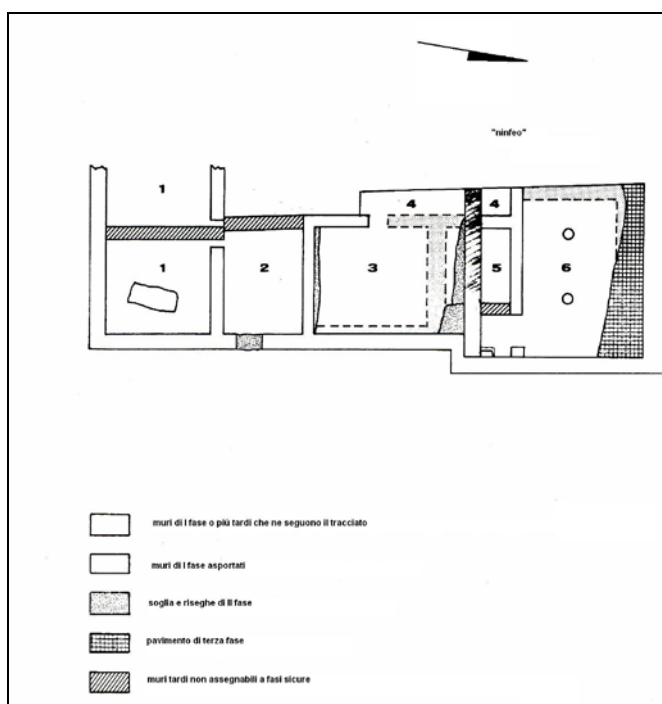 "ninfeo"
1
4
4
1
2
3
5
6
muri di I fase o più tardi che ne seguono il tracciato
muri di I fase asportati
soglia e riseghe di II fase
pavimento di terza fase
muri tardi non assegnabili a fasi sicure